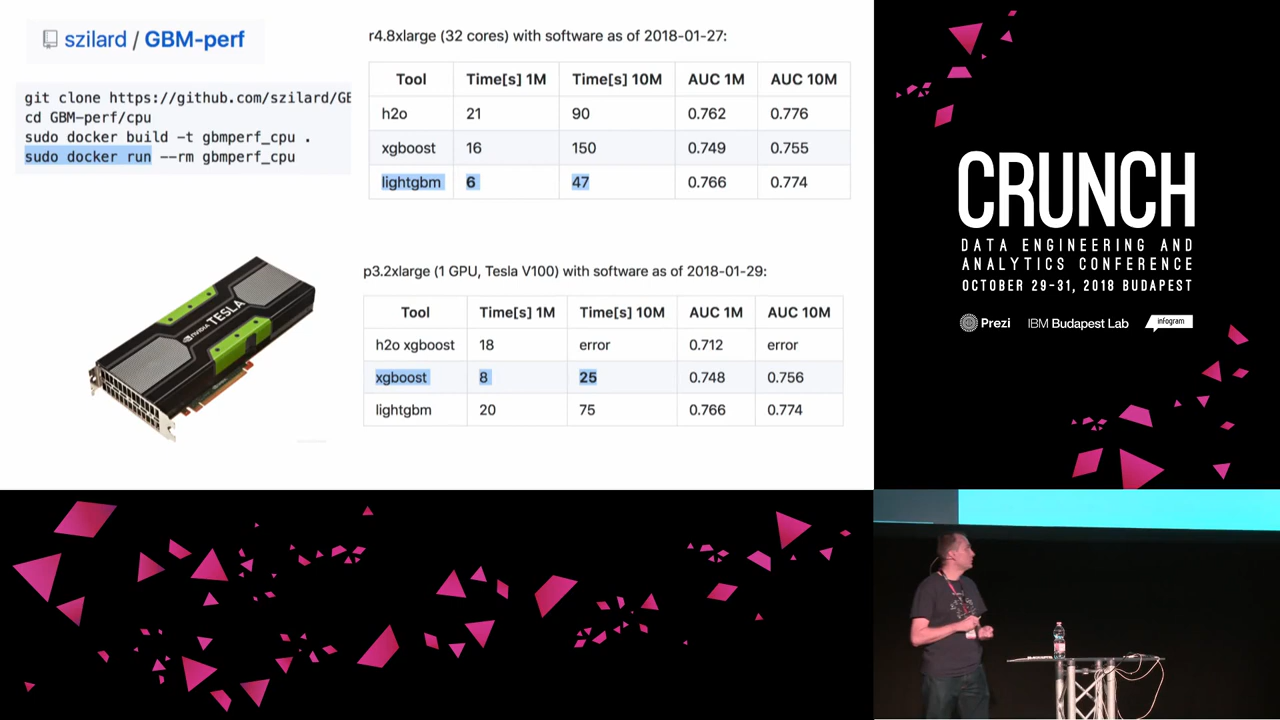 szilard / GBM-perf
git clone https://github.com/szilard/GE
cd GBM-perf/cpu
sudo docker build -t gbmperf_cpu .
sudo docker run --rm gbmperf_cpu
r4.8xlarge (32 cores) with software as of 2018-01-27:
Tool Time[s] 1M Time[s] 10M AUC 1M AUC 10M
h2o 21 90 0.762 0.776
xgboost 16 150 0.749 0.755
lightgbm 6 47 0.766 0.774
NVIDIA TESLA
p3.2xlarge (1 GPU, Tesla V100) with software as of 2018-01-29:
Tool Time[s] 1M Time[s] 10M AUC 1M AUC 10M
h2o xgboost 18 error 0.712 error
xgboost 8 25 0.748 0.756
lightgbm 20 75 0.766 0.774
CRUNCH
DATA ENGINEERING AND
ANALYTICS CONFERENCE
OCTOBER 29-31, 2018 BUDAPEST
Prezi IBM Budapest Lab infogram